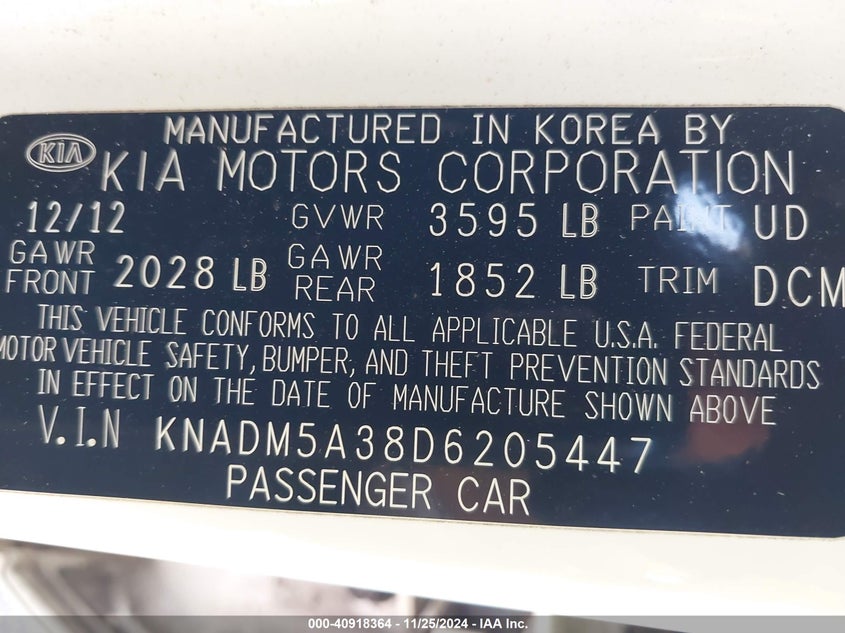 MANUFACTURED IN KOREA BY
KIA
KIA MOTORS CORPORATION
12/12 GVWR 3595 LB PAINT UD
GAWR FRONT 2028 LB GAWR REAR 1852 LB TRIM DCM
THIS VEHICLE CONFORMS TO ALL APPLICABLE U.S.A. FEDERAL
MOTOR VEHICLE SAFETY, BUMPER, AND THEFT PREVENTION STANDARDS
IN EFFECT ON THE DATE OF MANUFACTURE SHOWN ABOVE
V.I.N KNADM5A38D6205447
PASSENGER CAR
000-40918364 - 11/25/2024 - IAA Inc.